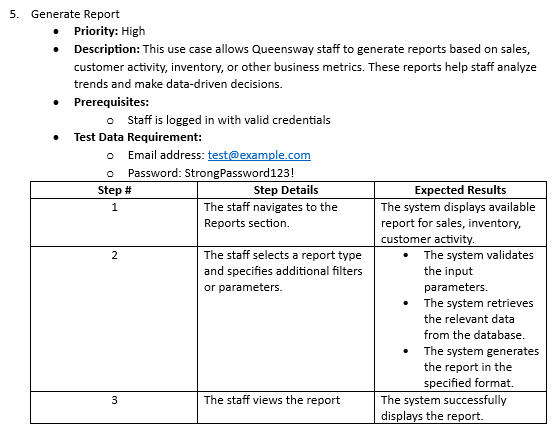 5. Generate Report
• Priority: High
• Description: This use case allows Queensway staff to generate reports based on sales,
customer activity, inventory, or other business metrics. These reports help staff analyze
trends and make data-driven decisions.
• Prerequisites:
o Staff is logged in with valid credentials
• Test Data Requirement:
o Email address: test@example.com
o Password: StrongPassword123!
Step # Step Details Expected Results
1
The staff navigates to the
Reports section.
The system displays available
report for sales, inventory,
customer activity.
2
The staff selects a report type
and specifies additional filters
or parameters.
• The system validates
the input
parameters.
• The system retrieves
the relevant data
from the database.
• The system generates
the report in the
specified format.
3
The staff views the report
The system successfully
displays the report.